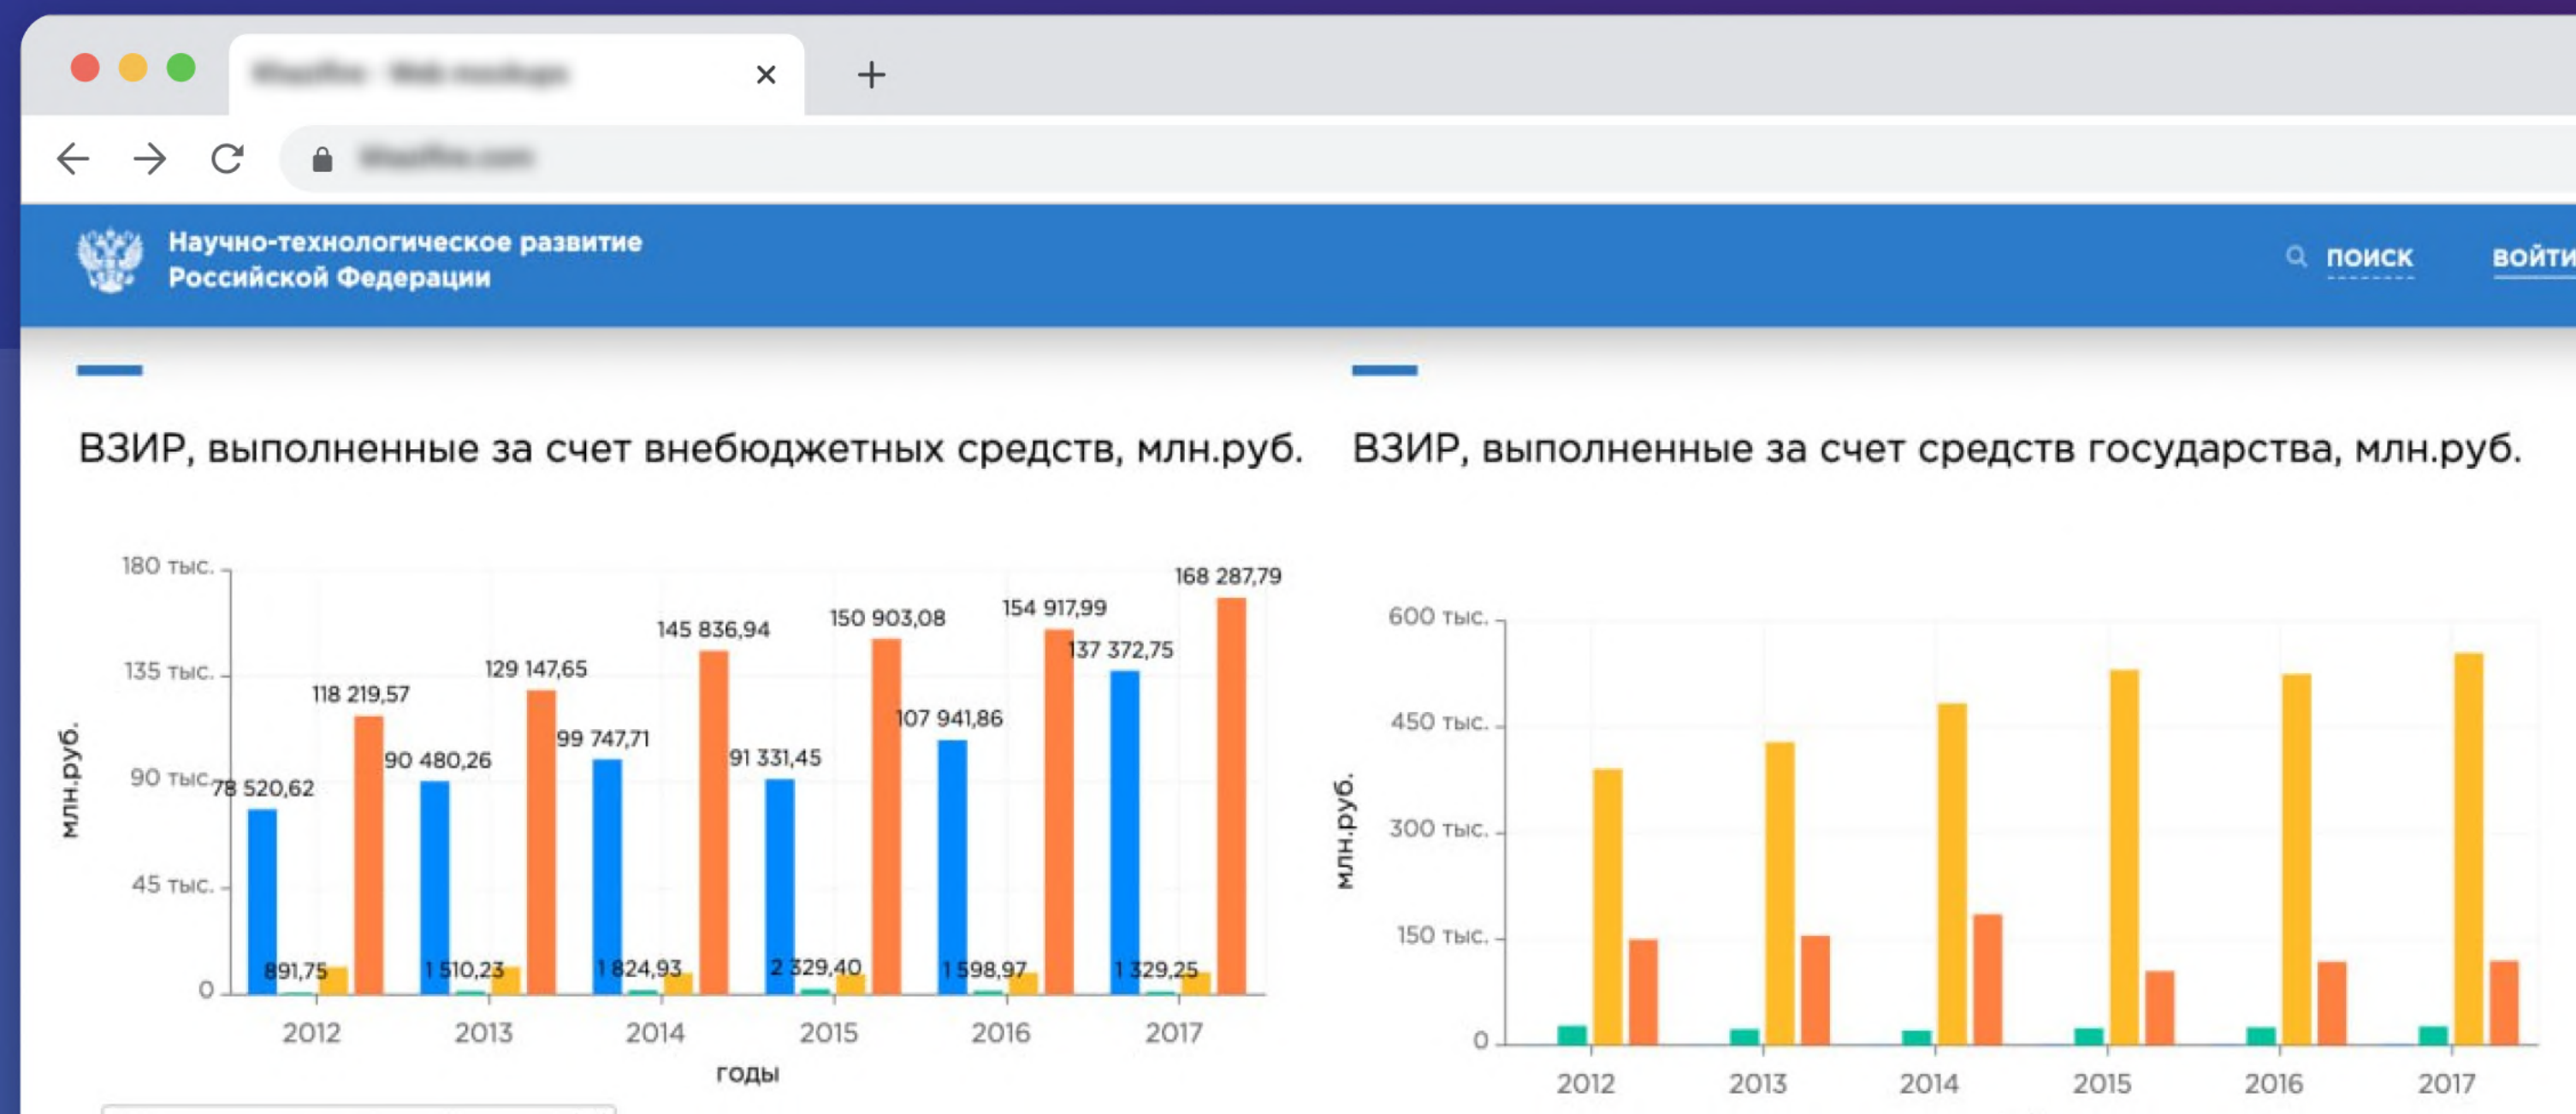 Научно-технологическое развитие
Российской Федерации
ПОИСК
ВОЙТИ
ВЗИР, выполненные за счет внебюджетных средств, млн.руб.
млн.руб.
180 тыс.
135 тыс.
90 тыс.
45 тыс.
0
78 520,62
891,75
118 219,57
90 480,26
1 510,23
129 147,65
99 747,71
1 824,93
145 836,94
91 331,45
2 329,40
150 903,08
107 941,86
1 598,97
154 917,99
137 372,75
1 329,25
168 287,79
2012
2013
2014
2015
2016
2017
годы
ВЗИР, выполненные за счет средств государства, млн.руб.
млн.руб.
600 тыс.
450 тыс.
300 тыс.
150 тыс.
0
2012
2013
2014
2015
2016
2017